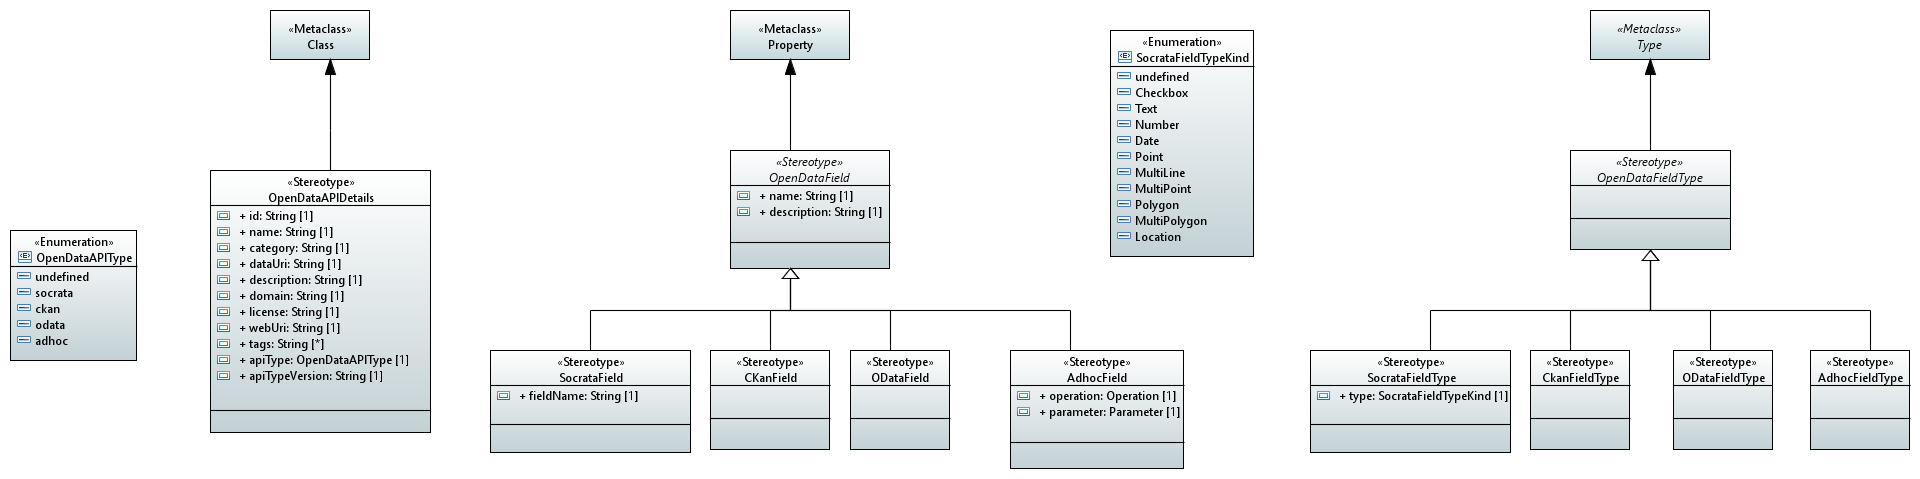 «Metaclass»
Class
«Stereotype»
OpenDataAPIDetails
+ id: String [1]
+ name: String [1]
+ category: String [1]
+ dataUri: String [1]
+ description: String [1]
+ domain: String [1]
+ license: String [1]
+ webUri: String [1]
+ tags: String [*]
+ apiType: OpenDataAPIType [1]
+ apiTypeVersion: String [1]
«Enumeration»
OpenDataAPIType
undefined
socrata
ckan
odata
adhoc
«Metaclass»
Property
«Stereotype»
OpenDataField
+ name: String [1]
+ description: String [1]
«Stereotype»
SocrataField
+ fieldName: String [1]
«Stereotype»
CKanField
«Stereotype»
ODataField
«Stereotype»
AdhocField
+ operation: Operation [1]
+ parameter: Parameter [1]
«Enumeration»
SocrataFieldTypeKind
undefined
Checkbox
Text
Number
Date
Point
MultiLine
MultiPoint
Polygon
MultiPolygon
Location
«Metaclass»
Type
«Stereotype»
OpenDataFieldType
«Stereotype»
SocrataFieldType
+ type: SocrataFieldTypeKind [1]
«Stereotype»
CkanFieldType
«Stereotype»
ODataFieldType
«Stereotype»
AdhocFieldType